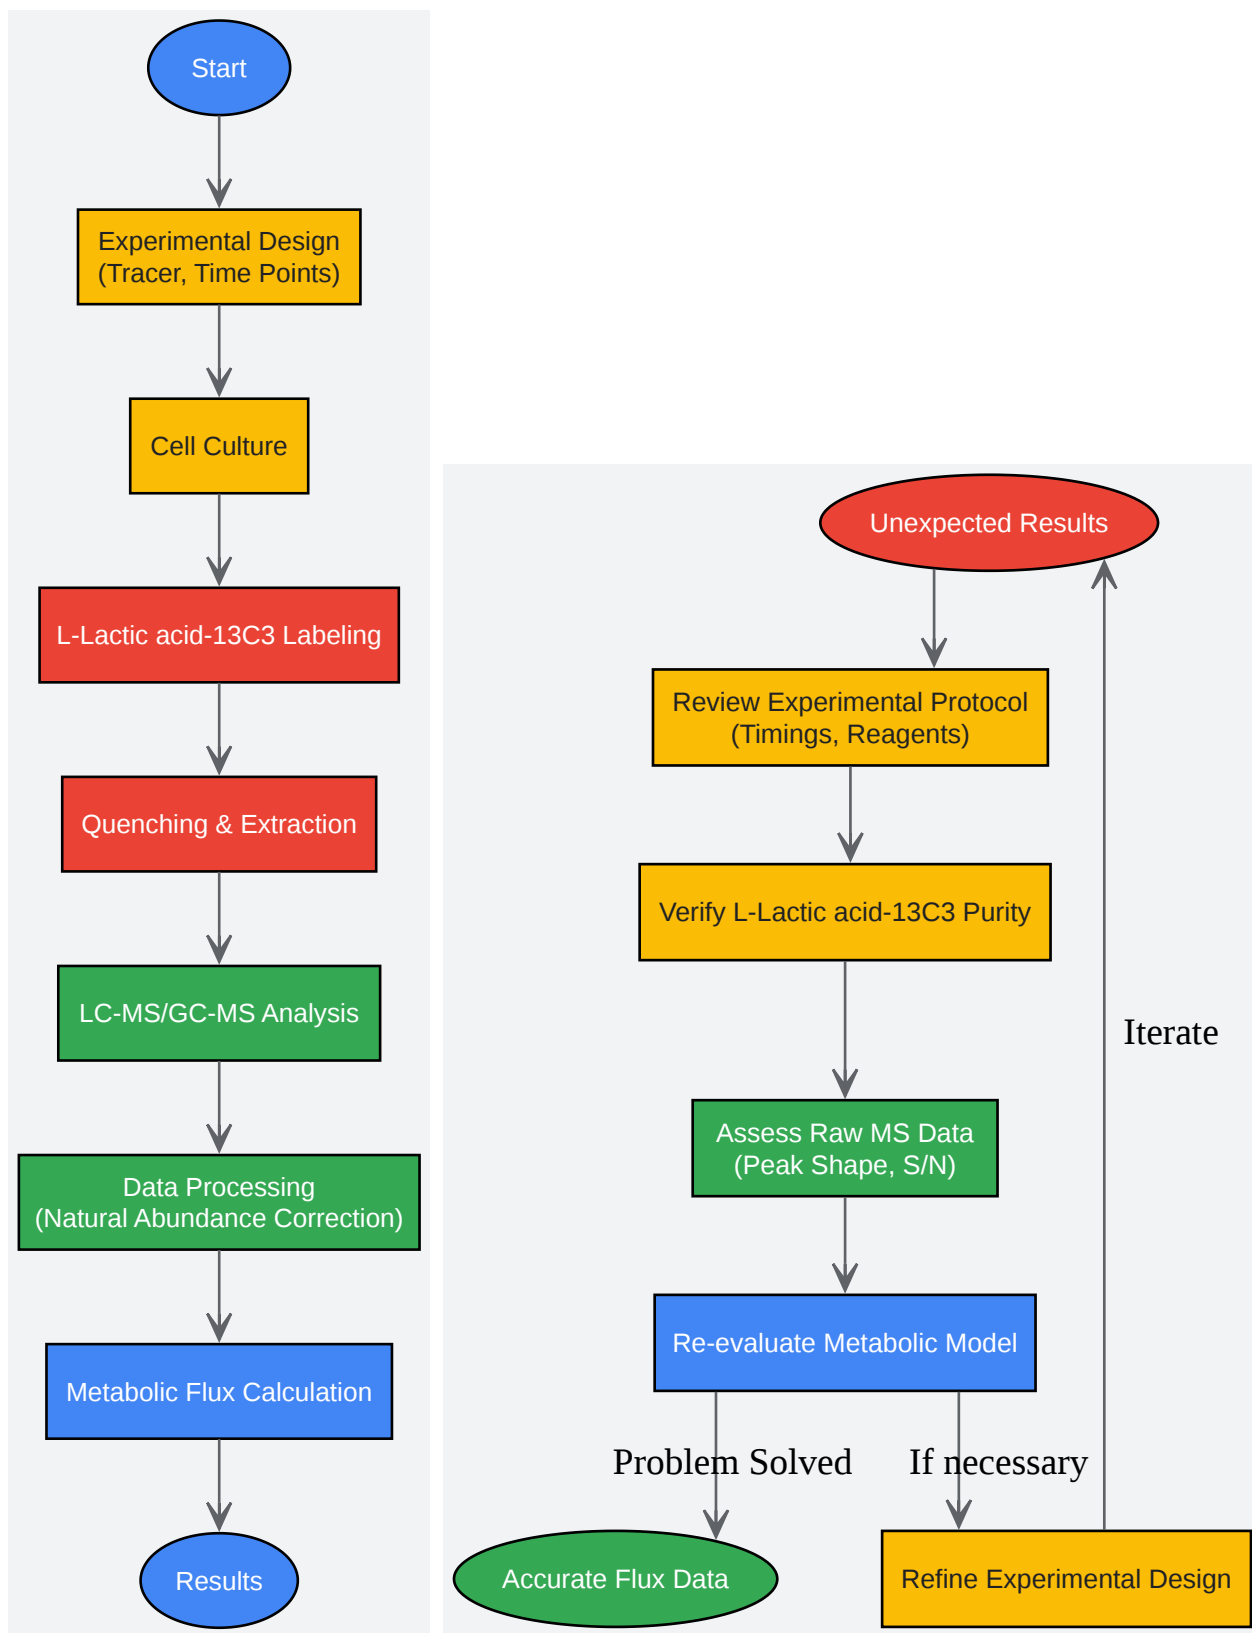 Start
Experimental Design
(Tracer, Time Points)
Cell Culture
L-Lactic acid-13C3 Labeling
Quenching & Extraction
LC-MS/GC-MS Analysis
Data Processing
(Natural Abundance Correction)
Metabolic Flux Calculation
Results
Unexpected Results
Review Experimental Protocol
(Timings, Reagents)
Verify L-Lactic acid-13C3 Purity
Iterate
Assess Raw MS Data
(Peak Shape, S/N)
Re-evaluate Metabolic Model
Problem Solved
If necessary
Accurate Flux Data
Refine Experimental Design